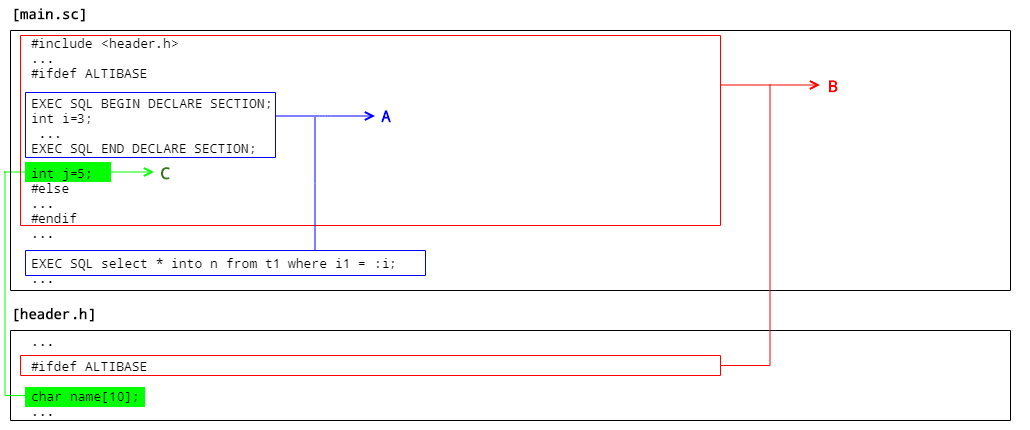 [main.sc]
#include <header.h>
...
#ifdef ALTIBASE
B
EXEC SQL BEGIN DECLARE SECTION;
int i=3;
A
...
EXEC SQL END DECLARE SECTION;
int j=5;
C
#else
...
#endif
...
EXEC SQL select * into n from t1 where i1 = :i;
...
[header.h]
...
#ifdef ALTIBASE
char name[10];
...